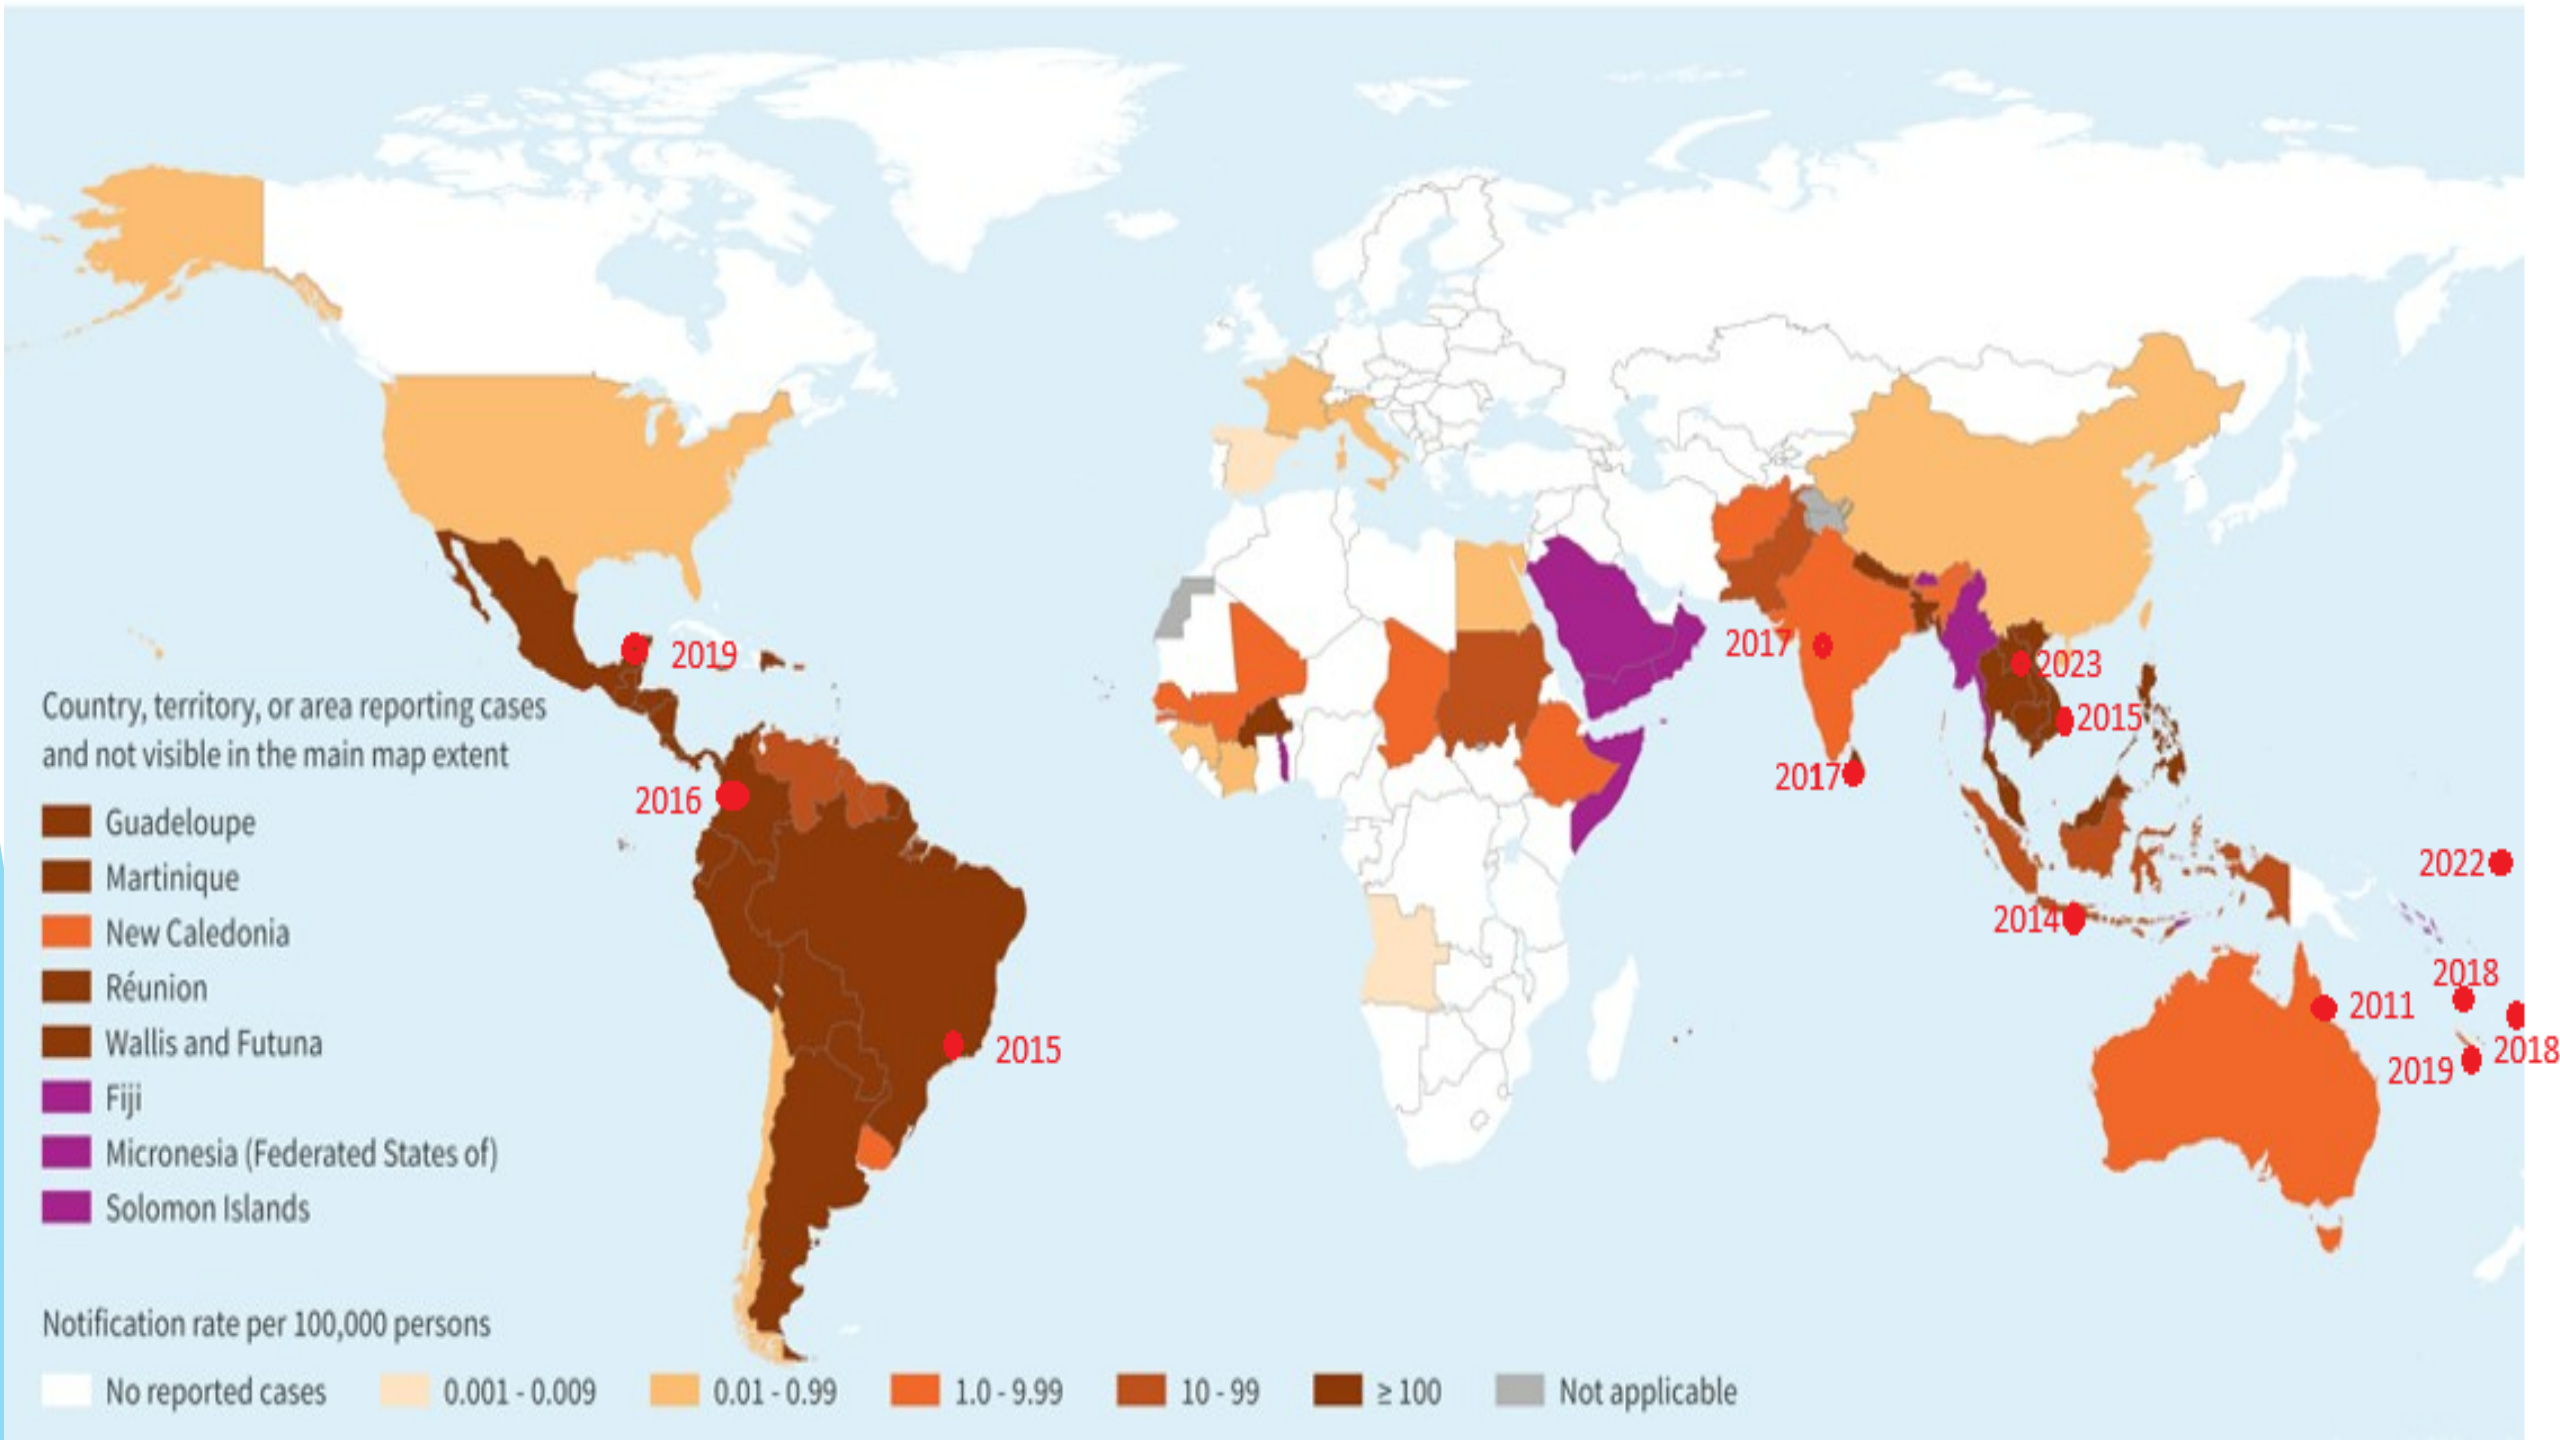 2019
2017
2023
2015
2017
Country, territory, or area reporting cases
and not visible in the main map extent
2016
Guadeloupe
Martinique
New Caledonia
Réunion
Wallis and Futuna
Fiji
Micronesia (Federated States of)
Solomon Islands
2022
2014
2018
2011
2015
2018
2019
Notification rate per 100,000 persons
No reported cases
0.001 - 0.009
0.01 - 0.99
1.0 - 9.99
10 - 99
≥ 100
Not applicable